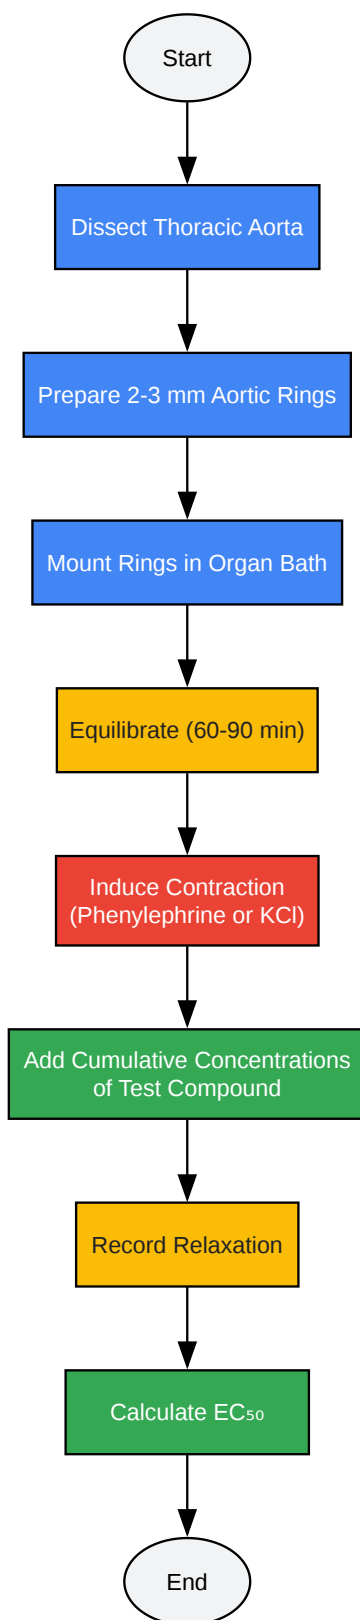 Start
Dissect Thoracic Aorta
Prepare 2-3 mm Aortic Rings
Mount Rings in Organ Bath
Equilibrate (60-90 min)
Induce Contraction
(Phenylephrine or KCl)
Add Cumulative Concentrations
of Test Compound
Record Relaxation
Calculate EC₅₀
End